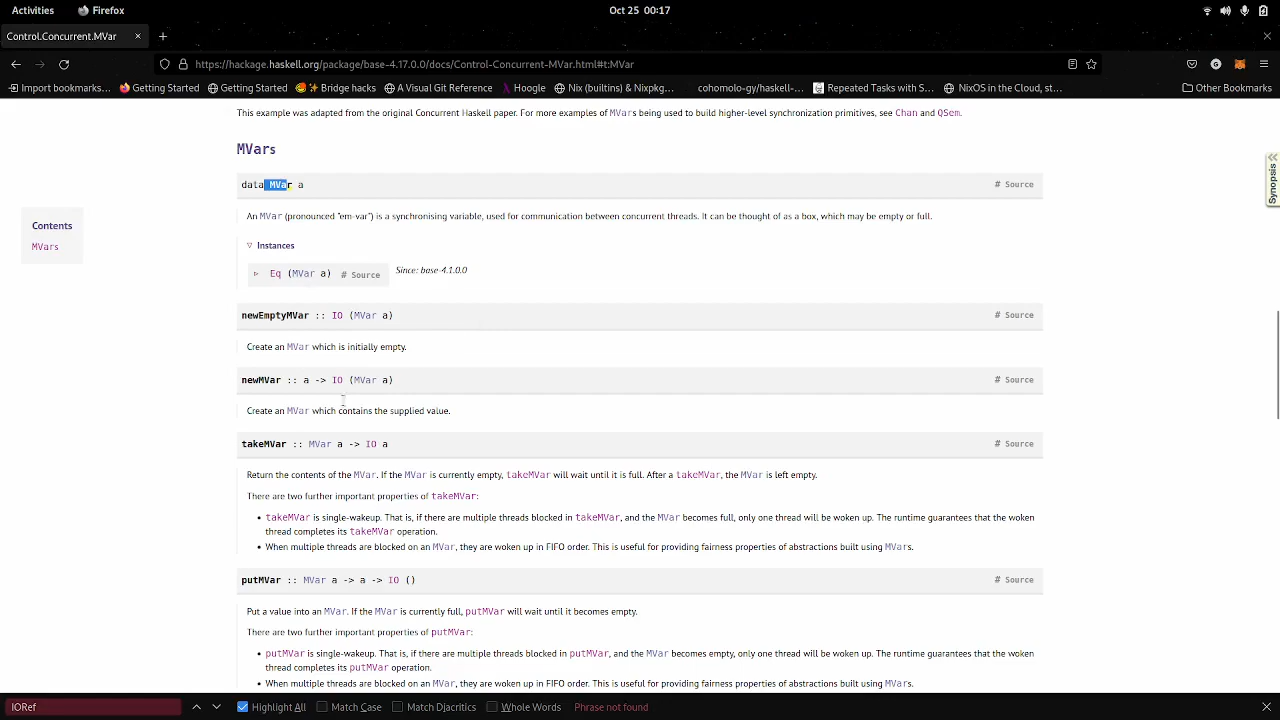 Activities Firefox Oct 25 00:17
Control.Concurrent.MVar
https://hackage.haskell.org/package/base-4.17.0.0/docs/Control-Concurrent-MVar.html#t:MVar
Import bookmarks... Getting Started Getting Started Bridge hacks A Visual Git Reference Hoogle Nix (builtins) & Nixpkg... cohomolo-gy/haskell-... Repeated Tasks with S... NixOS in the Cloud, st... Other Bookmarks
This example was adapted from the original Concurrent Haskell paper. For more examples of MVars being used to build higher-level synchronization primitives, see Chan and QSem.
MVars
data MVar a # Source
Synopsis
An MVar (pronounced "em-var") is a synchronising variable, used for communication between concurrent threads. It can be thought of as a box, which may be empty or full.
Contents
MVars
Instances
Eq (MVar a) # Source Since: base-4.1.0.0
newEmptyMVar :: IO (MVar a) # Source
Create an MVar which is initially empty.
newMVar :: a -> IO (MVar a) # Source
Create an MVar which contains the supplied value.
takeMVar :: MVar a -> IO a # Source
Return the contents of the MVar. If the MVar is currently empty, takeMVar will wait until it is full. After a takeMVar, the MVar is left empty.
There are two further important properties of takeMVar:
• takeMVar is single-wakeup. That is, if there are multiple threads blocked in takeMVar, and the MVar becomes full, only one thread will be woken up. The runtime guarantees that the woken
thread completes its takeMVar operation.
• When multiple threads are blocked on an MVar, they are woken up in FIFO order. This is useful for providing fairness properties of abstractions built using MVars.
putMVar :: MVar a -> a -> IO () # Source
Put a value into an MVar. If the MVar is currently full, putMVar will wait until it becomes empty.
There are two further important properties of putMVar:
• putMVar is single-wakeup. That is, if there are multiple threads blocked in putMVar, and the MVar becomes empty, only one thread will be woken up. The runtime guarantees that the woken
thread completes its putMVar operation.
• When multiple threads are blocked on an MVar, they are woken up in FIFO order. This is useful for providing fairness properties of abstractions built using MVars.
IORef Highlight All Match Case Match Diacritics Whole Words Phrase not found